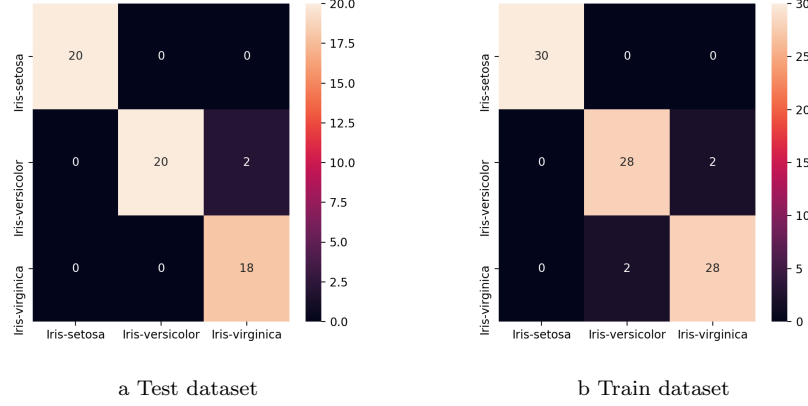 Iris-setosa
Iris-versicolor
Iris-virginica
20 0 0
0 20 2
0 0 18
Iris-setosa Iris-versicolor Iris-virginica
20.0
17.5
15.0
12.5
10.0
7.5
5.0
2.5
0.0
a Test dataset
Iris-setosa
Iris-versicolor
Iris-virginica
30 0 0
0 28 2
0 2 28
Iris-setosa Iris-versicolor Iris-virginica
30
25
20
15
10
5
0
b Train dataset